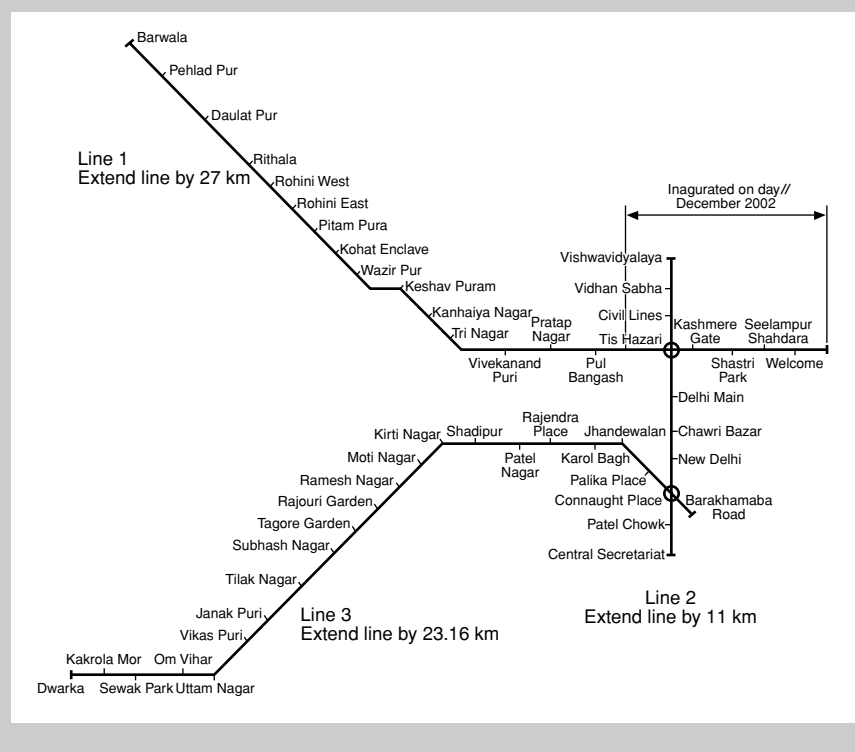 Barwala
Pehlad Pur
Daulat Pur
Rithala
Line 1
Extend line by 27 km
Rohini West
Rohini East
Pitam Pura
Kohat Enclave
Wazir Pur
Keshav Puram
Kanhaiya Nagar
Tri Nagar
Inagurated on day//
December 2002
Vishwavidyalaya
Vidhan Sabha
Civil Lines
Tis Hazari
Pratap
Nagar
Kashmere
Gate
Seelampur
Shahdara
Vivekanand
Puri
Pul
Bangash
Shastri
Park
Welcome
Delhi Main
Chawri Bazar
New Delhi
Kirti Nagar
Shadipur
Rajendra
Place
Jhandewalan
Patel
Nagar
Karol Bagh
Palika Place
Connaught Place
Barakhamaba
Road
Patel Chowk
Central Secretariat
Moti Nagar
Ramesh Nagar
Rajouri Garden
Tagore Garden
Subhash Nagar
Tilak Nagar
Janak Puri
Vikas Puri
Line 3
Extend line by 23.16 km
Line 2
Extend line by 11 km
Kakrola Mor
Om Vihar
Dwarka
Sewak Park
Uttam Nagar